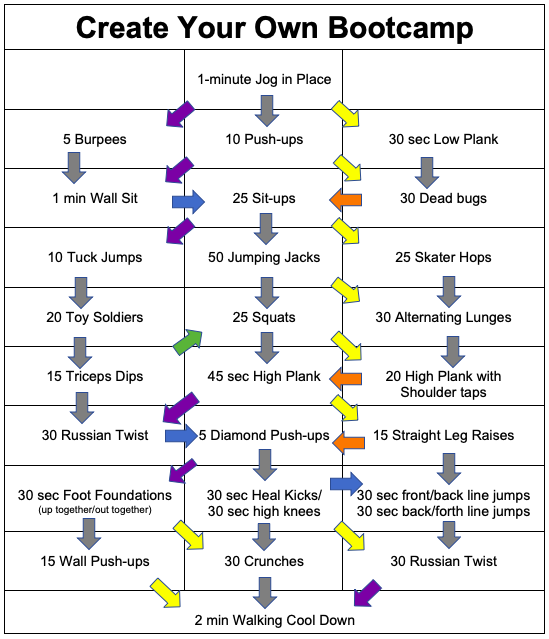 Create Your Own Bootcamp
1-minute Jog in Place
5 Burpees
10 Push-ups
30 sec Low Plank
1 min Wall Sit
25 Sit-ups
30 Dead bugs
10 Tuck Jumps
50 Jumping Jacks
25 Skater Hops
20 Toy Soldiers
25 Squats
30 Alternating Lunges
15 Triceps Dips
45 sec High Plank
20 High Plank with
Shoulder taps
30 Russian Twist
5 Diamond Push-ups
15 Straight Leg Raises
30 sec Foot Foundations
(up together/out together)
30 sec Heal Kicks/
30 sec high knees
30 sec front/back line jumps
30 sec back/forth line jumps
15 Wall Push-ups
30 Crunches
30 Russian Twist
2 min Walking Cool Down